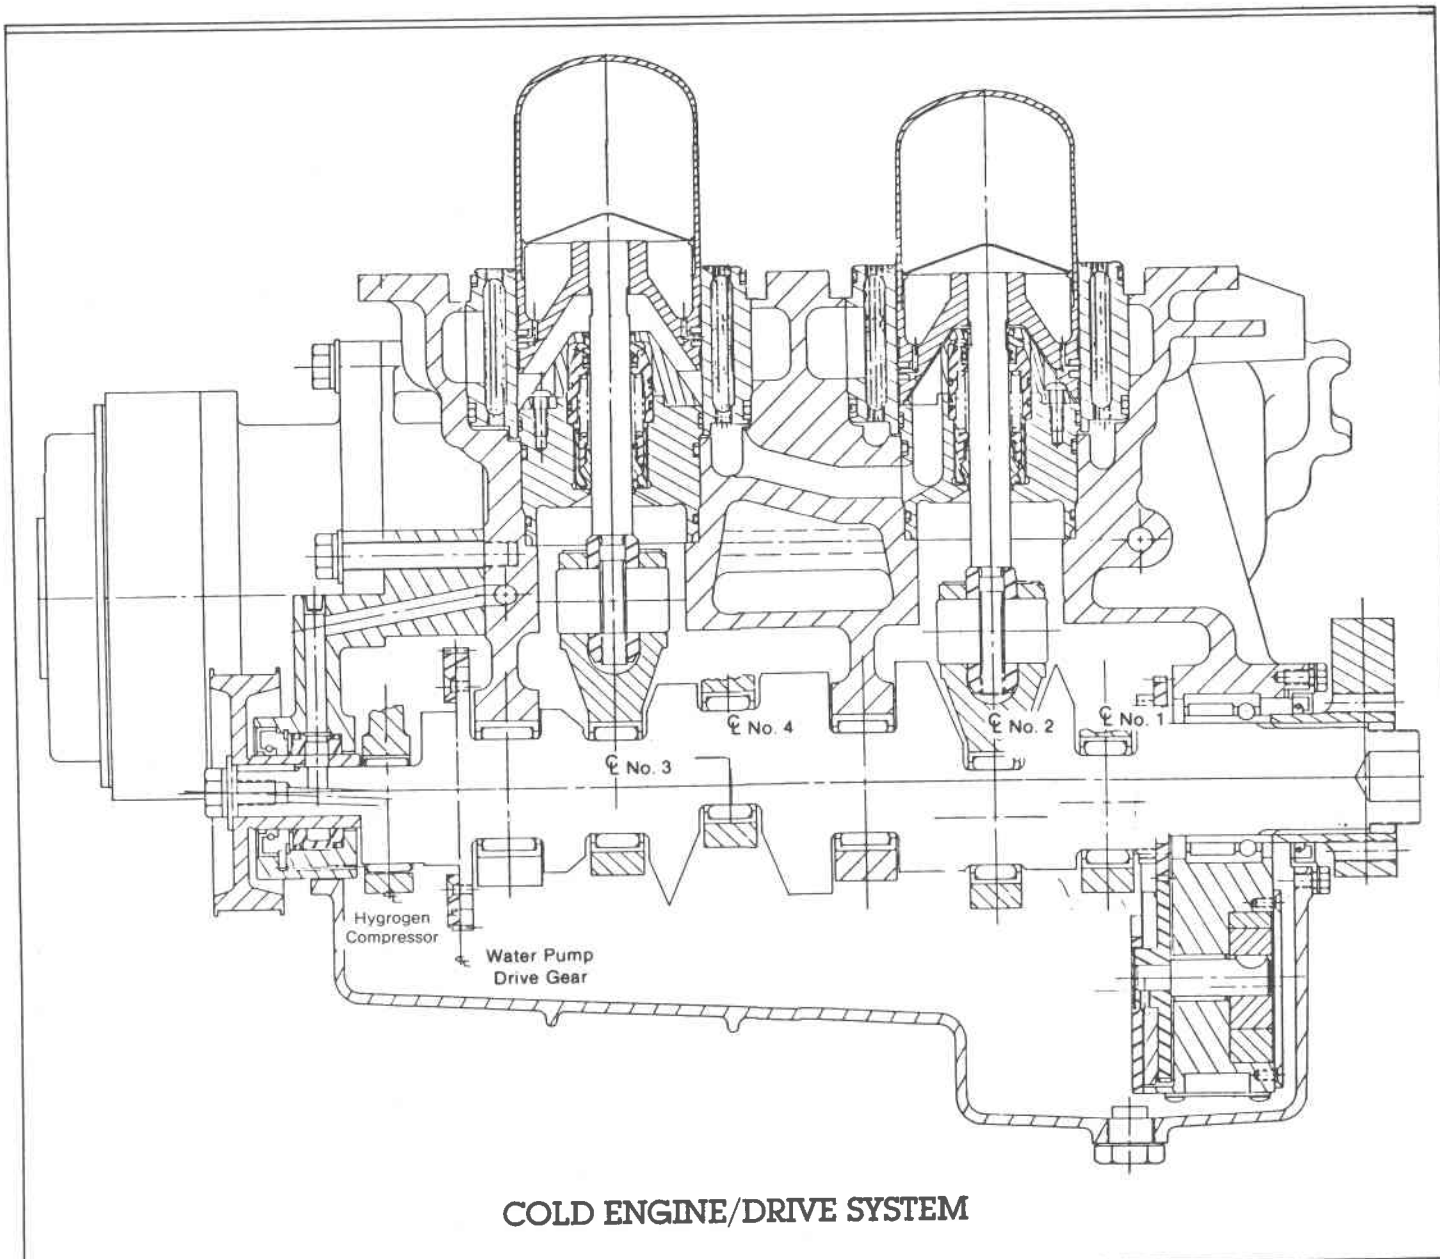 ℄ No. 4
℄ No. 2
℄ No. 1
℄ No. 3
℄
Hygrogen
Compressor
℄
Water Pump
Drive Gear
COLD ENGINE/DRIVE SYSTEM